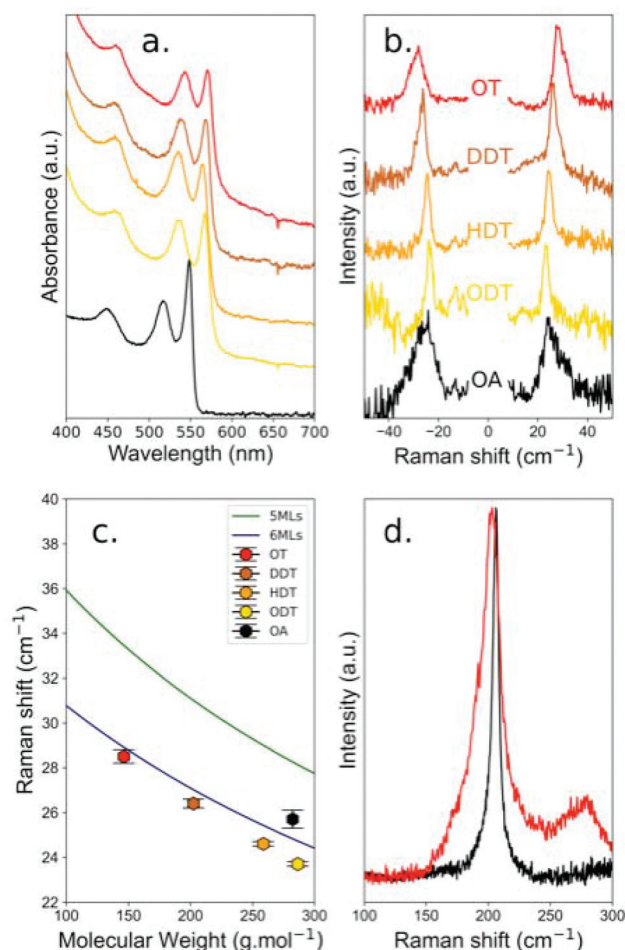 a.
Absorbance (a.u.)
400 450 500 550 600 650 700
Wavelength (nm)
b.
OT
DDT
HDT
ODT
OA
Intensity (a.u.)
−40 −20 0 20 40
Raman shift (cm⁻¹)
c.
5MLs
6MLs
OT
DDT
HDT
ODT
OA
40
38
36
34
32
30
28
26
24
22
Raman shift (cm⁻¹)
100 150 200 250 300
Molecular Weight (g.mol⁻¹)
d.
Intensity (a.u.)
100 150 200 250 300
Raman shift (cm⁻¹)